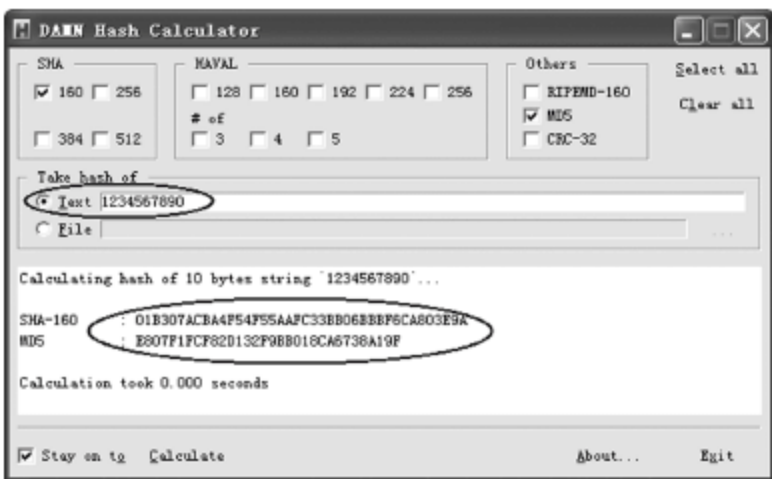 DAMN Hash Calculator
SHA
HAVAL
Others
Select all
160 256
128 160 192 224 256
RIPEMD-160
Clear all
# of
MD5
384 512
3 4 5
CRC-32
Take hash of
Text 1234567890
File ...
Calculating hash of 10 bytes string `1234567890`...
SHA-160 : 01B307ACBA4F54F55AAFC33BB06BBBF6CA803E9A
MD5 : E807F1FCF82D132F9BB018CA6738A19F
Calculation took 0.000 seconds
Stay on to Calculate About... Exit